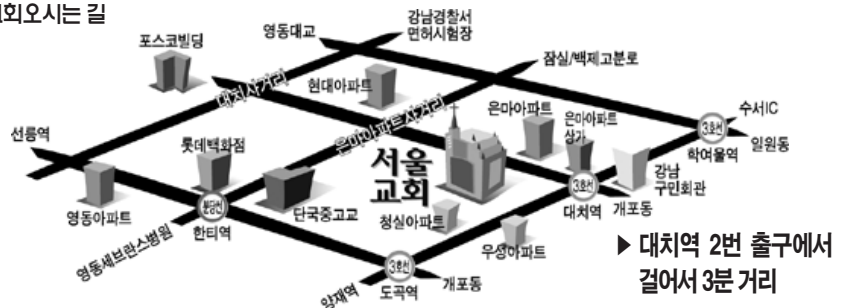 회오시는 길
강남경찰서
면허시험장
영동대교
포스코빌딩
잠실/백제고분로
현대아파트
대치사거리
은마아파트사거리
은마아파트
은마아파트
상가
수서IC
3호선
학여울역
일원동
선릉역
롯데백화점
서울
교회
강남
구민회관
3호선
대치역
개포동
영동아파트
분당선
한티역
단국중고교
청실아파트
우성아파트
영동세브란스병원
3호선
도곡역
양재역
개포동
▶ 대치역 2번 출구에서
걸어서 3분 거리